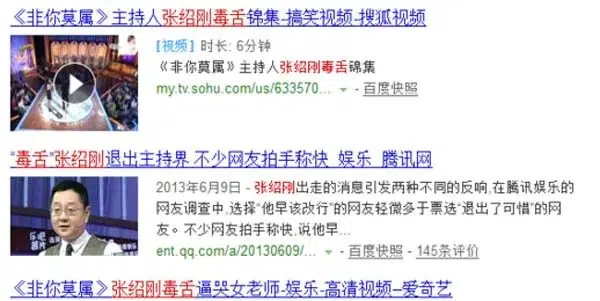 《非你莫属》主持人张绍刚毒舌锦集-搞笑视频-搜狐视频
[视频] 时长: 6分钟
《非你莫属》主持人张绍刚毒舌锦集
my.tv.sohu.com/us/633570... - 百度快照
“毒舌”张绍刚退出主持界 不少网友拍手称快_娱乐_腾讯网
2013年6月9日 - 张绍刚出走的消息引发两种不同的反响,在腾讯娱乐的
网友调查中,选择“他早该改行”的网友轻微多于票选“退出了可惜”的网
友。不少网友拍手称快,说他早...
ent.qq.com/a/20130609/... - 百度快照 - 145条评价
《非你莫属》张绍刚毒舌逼哭女老师-娱乐-高清视频–爱奇艺